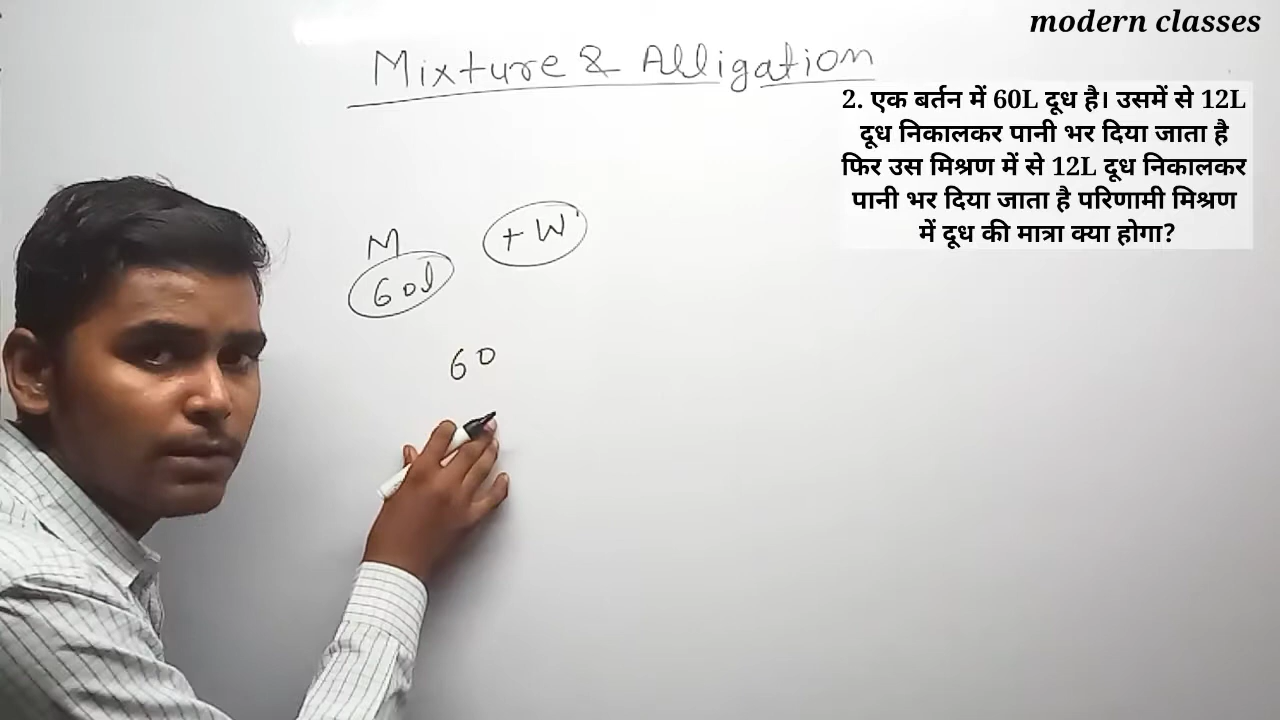 modern classes
Mixture & Alligation
2. एक बर्तन में 60L दूध है। उसमें से 12L
दूध निकालकर पानी भर दिया जाता है
फिर उस मिश्रण में से 12L दूध निकालकर
पानी भर दिया जाता है परिणामी मिश्रण
में दूध की मात्रा क्या होगा?
M
+ W
60l
60